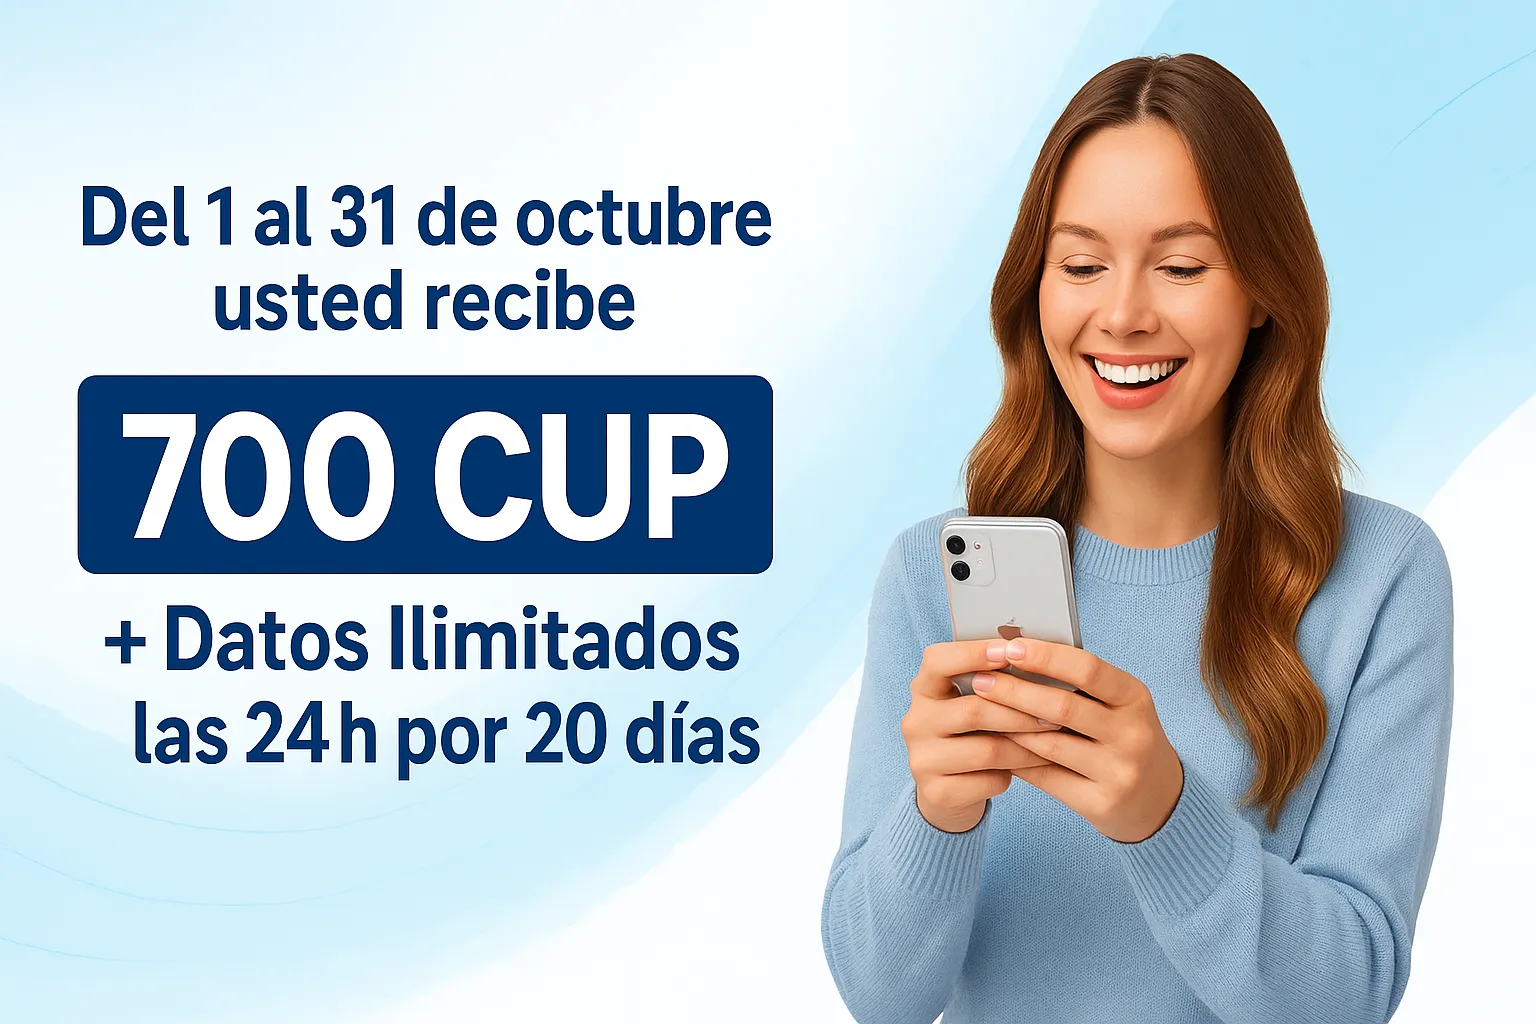 Del 1 al 31 de octubre
usted recibe
700 CUP
+ Datos Ilimitados
las 24 h por 20 días